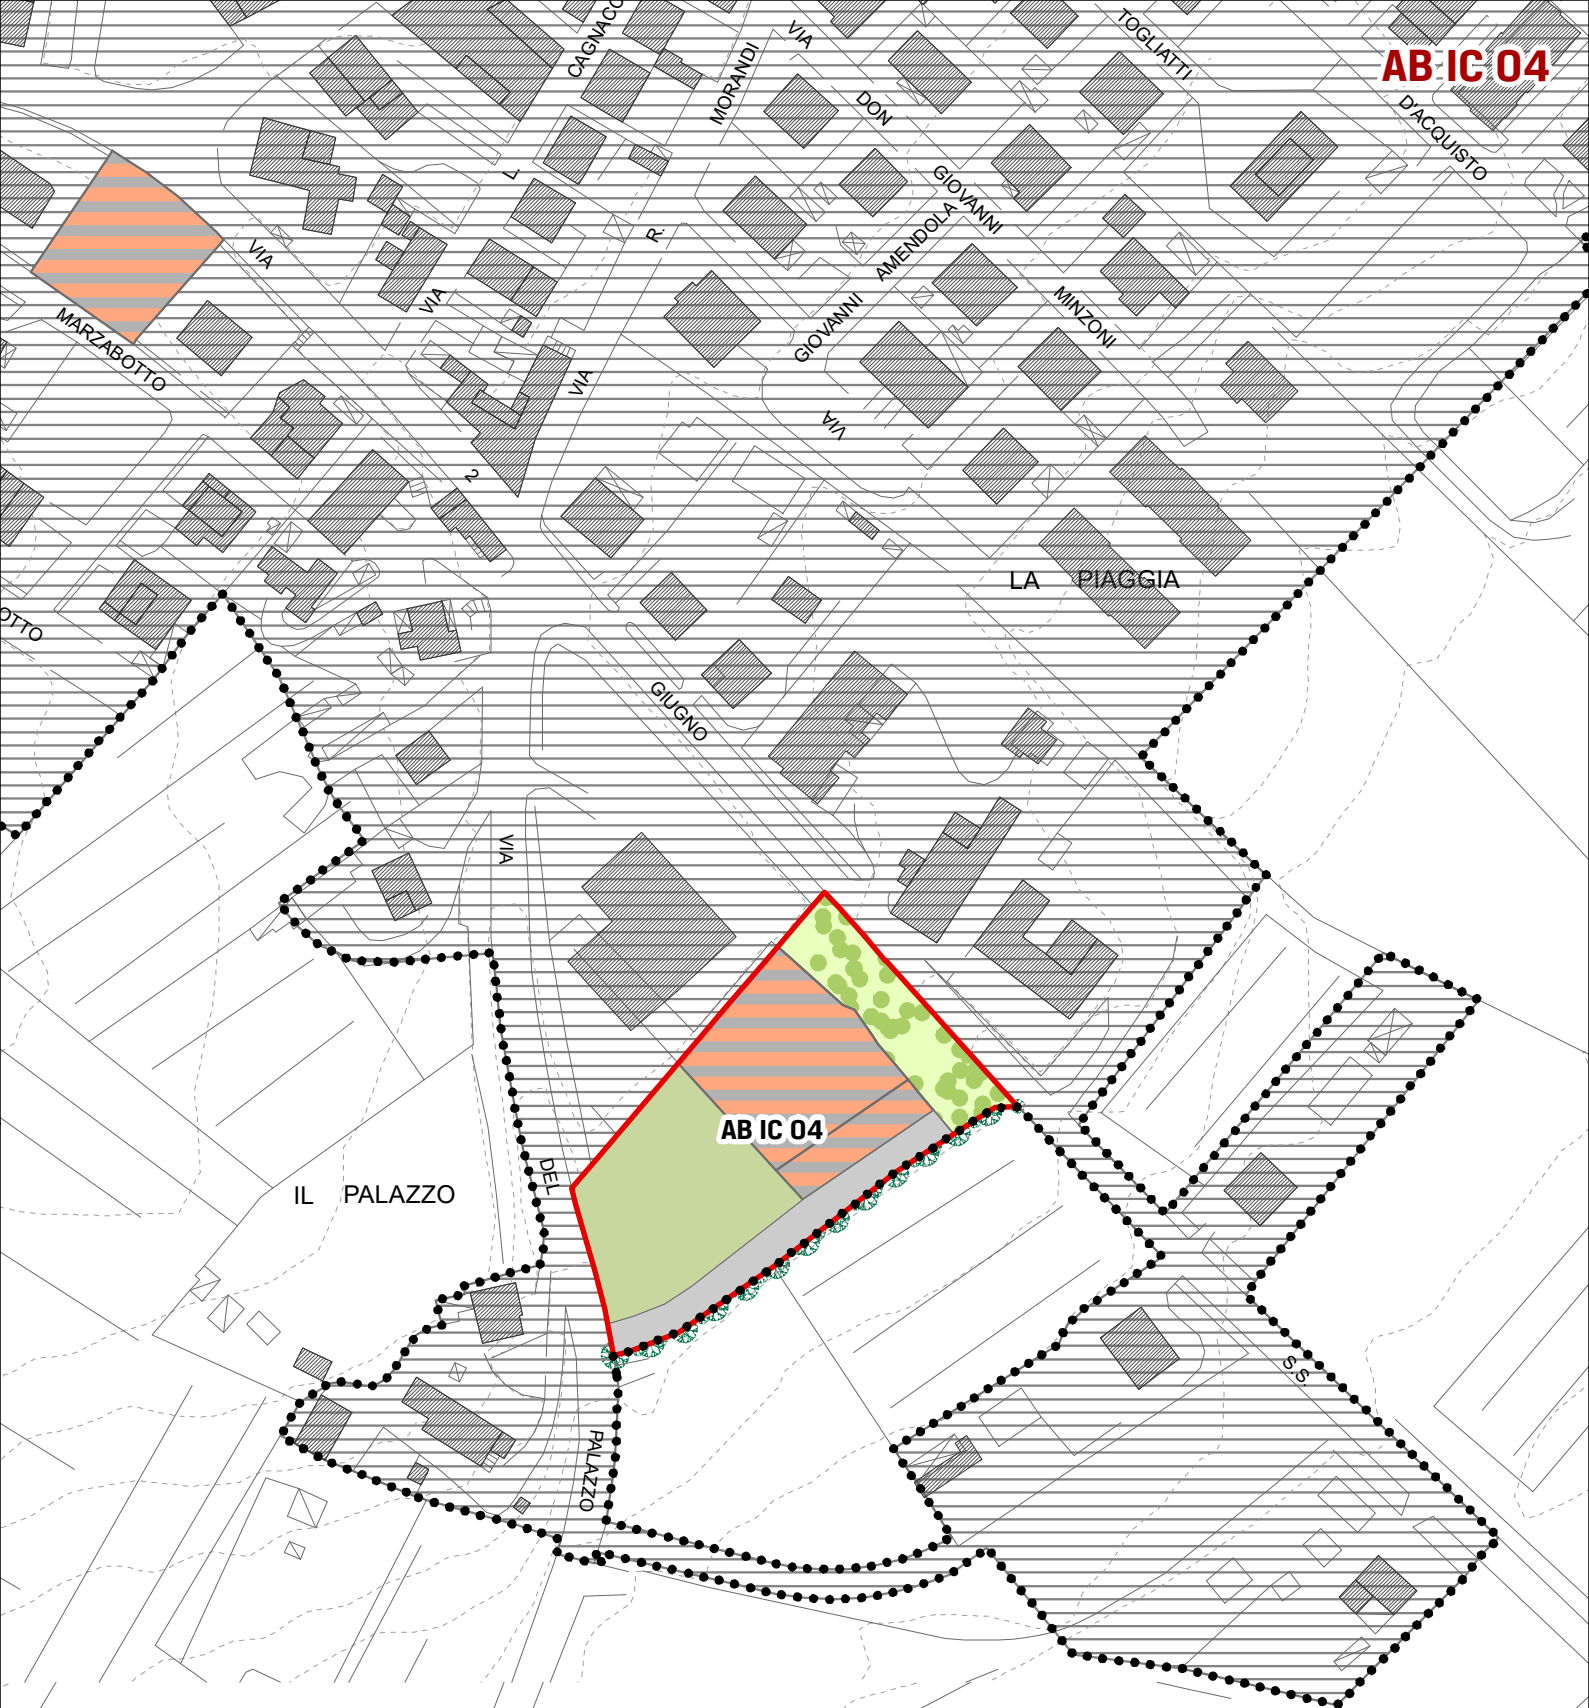 AB IC 04
CAGNACC
VIA
TOGLIATTI
MORANDI
DON
D'ACQUISTO
L.
GIOVANNI
R.
AMENDOLA
VIA
VIA
GIOVANNI
MINZONI
MARZABOTTO
VIA
VIA
2
LA PIAGGIA
OTTO
GIUGNO
VIA
AB IC 04
DEL
IL PALAZZO
S.S.
PALAZZO